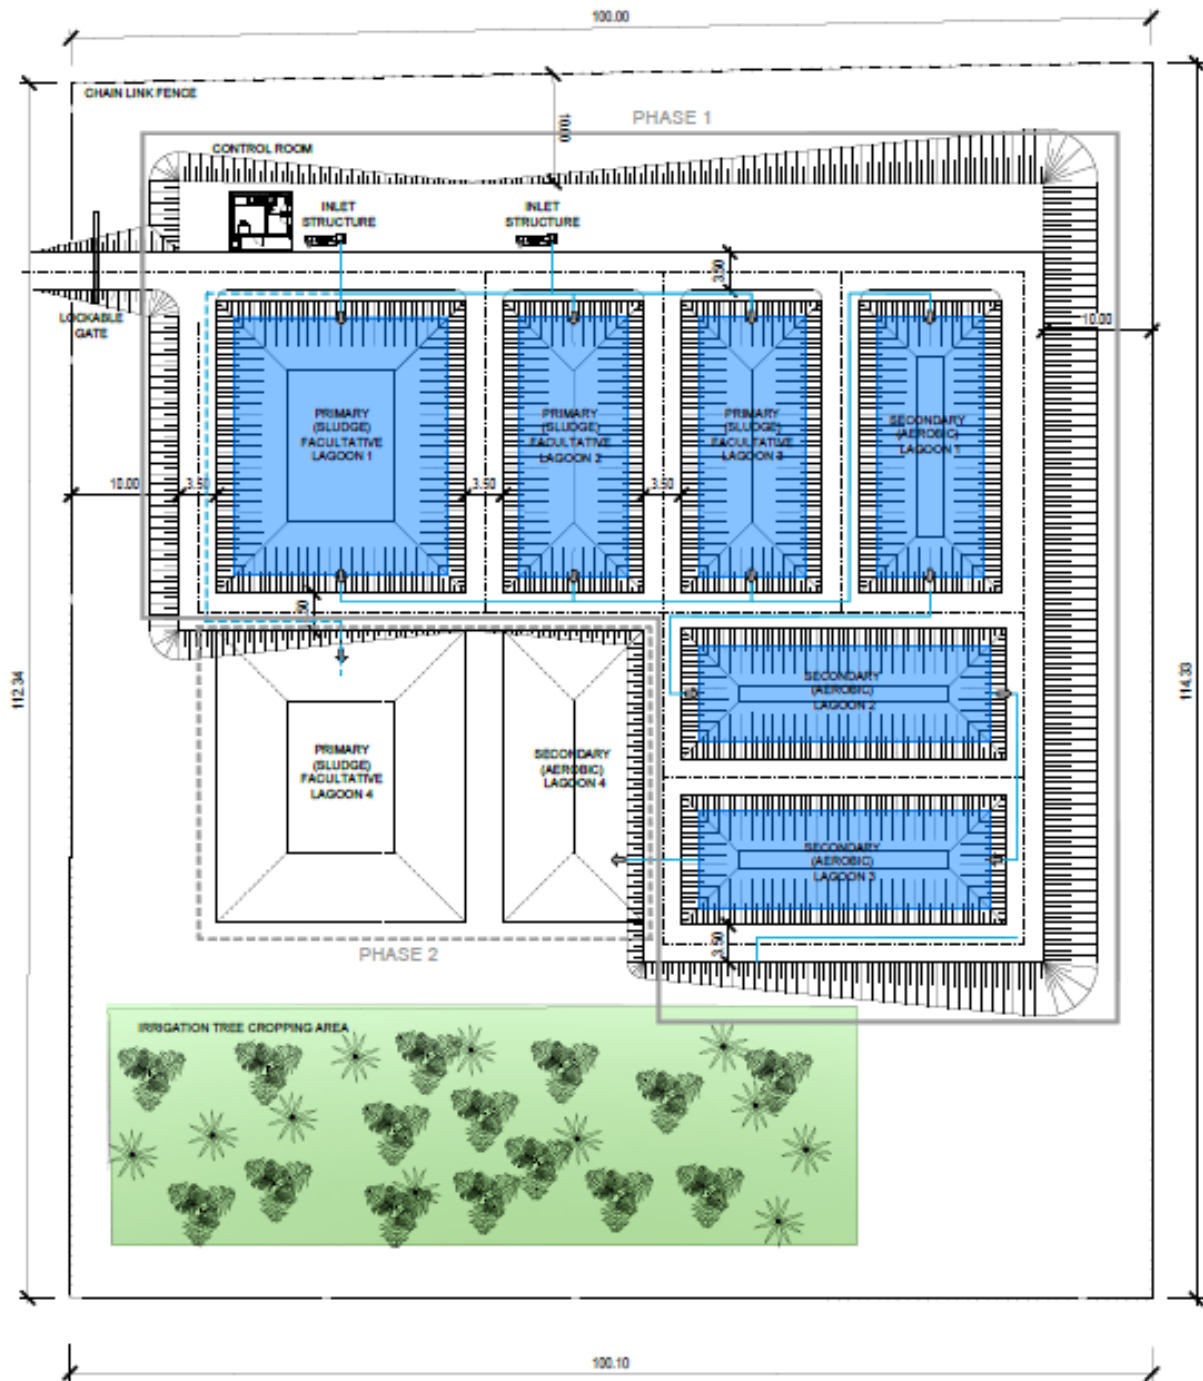 100.00
CHAIN LINK FENCE
PHASE 1
10.00
CONTROL ROOM
INLET
STRUCTURE
INLET
STRUCTURE
3.50
LOCKABLE
GATE
10.00
PRIMARY
(SLUDGE)
FACULTATIVE
LAGOON 1
PRIMARY
(SLUDGE)
FACULTATIVE
LAGOON 2
PRIMARY
(SLUDGE)
FACULTATIVE
LAGOON 3
SECONDARY
(AEROBIC)
LAGOON 1
10.00
3.50
3.50
3.50
3.50
112.34
114.33
SECONDARY
(AEROBIC)
LAGOON 2
PRIMARY
(SLUDGE)
FACULTATIVE
LAGOON 4
SECONDARY
(AEROBIC)
LAGOON 4
SECONDARY
(AEROBIC)
LAGOON 3
3.50
PHASE 2
IRRIGATION TREE CROPPING AREA
100.10